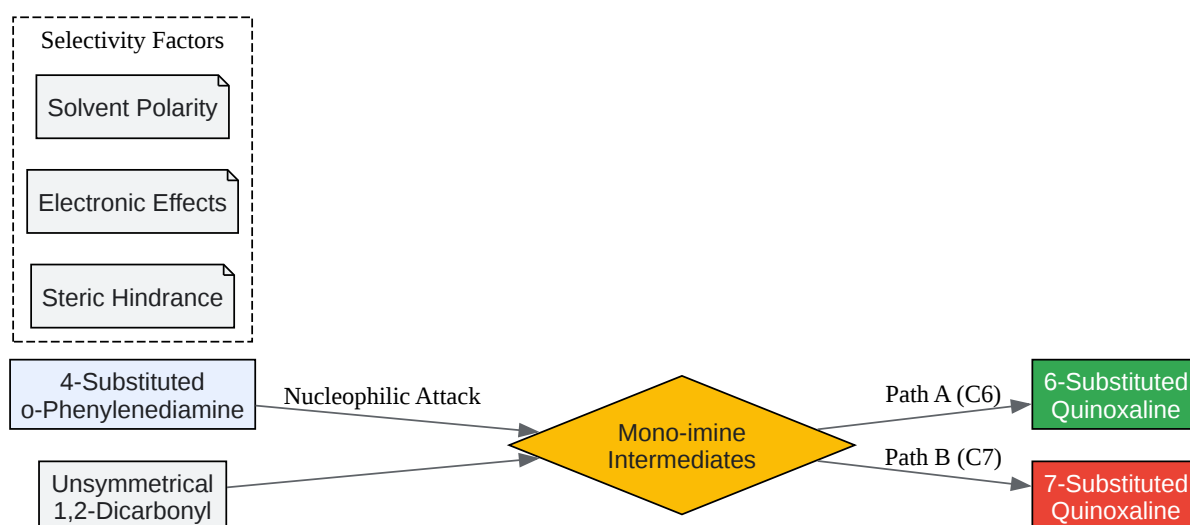 Selectivity Factors
Solvent Polarity
Electronic Effects
Steric Hindrance
4-Substituted
o-Phenylenediamine
Nucleophilic Attack
Unsymmetrical
1,2-Dicarbonyl
Mono-imine
Intermediates
Path A (C6)
Path B (C7)
6-Substituted
Quinoxaline
7-Substituted
Quinoxaline